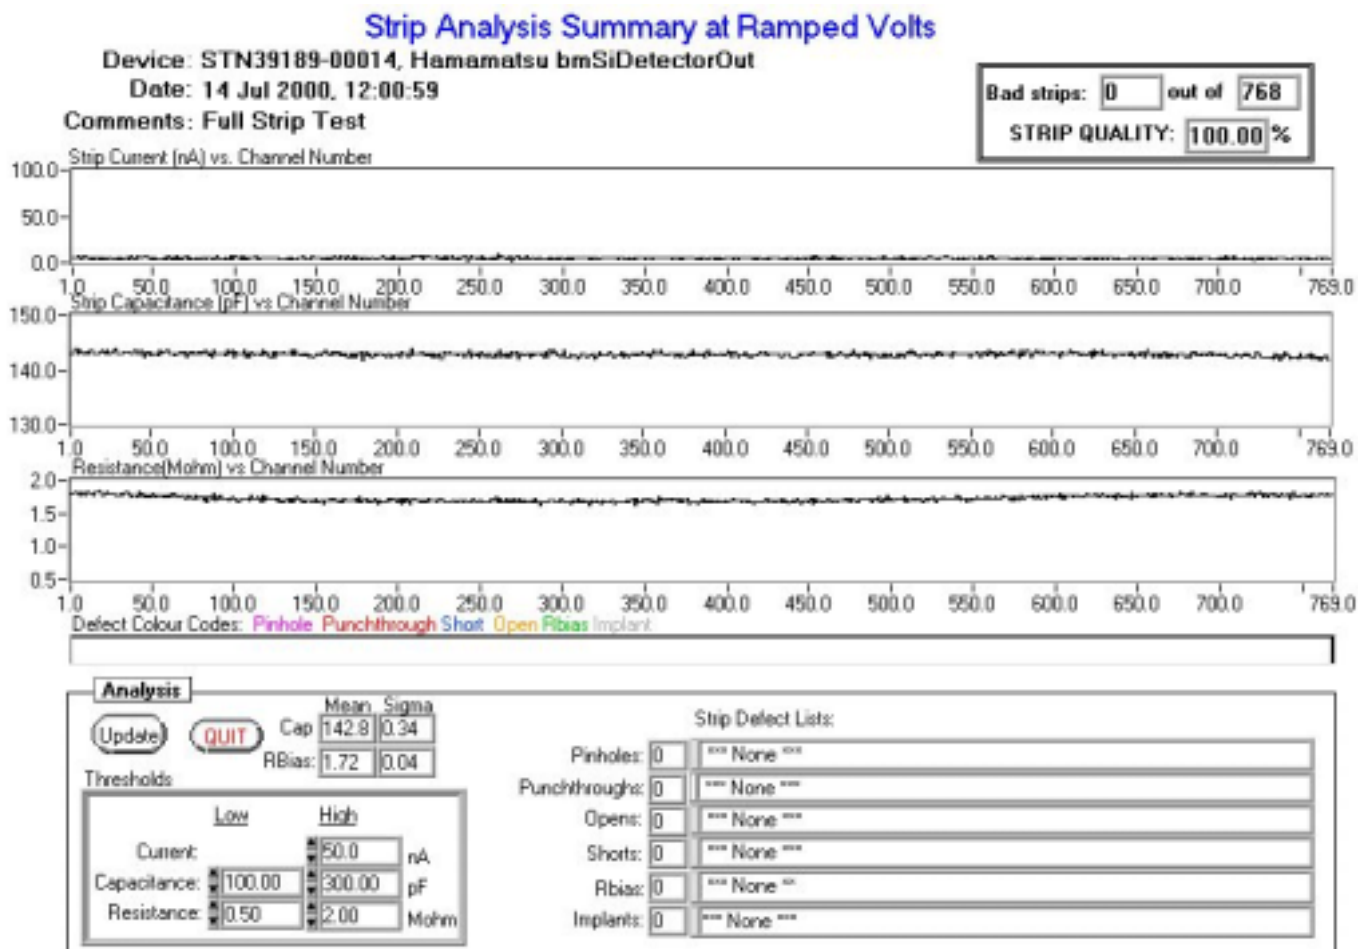 Strip Analysis Summary at Ramped Volts
Device: STN39189-00014, Hamamatsu bmSiDetectorOut
Date: 14 Jul 2000, 12:00:59
Comments: Full Strip Test
Bad strips: 0 out of 768
STRIP QUALITY: 100.00 %
Strip Current (nA) vs. Channel Number
100.0
50.0
0.0
1.0 50.0 100.0 150.0 200.0 250.0 300.0 350.0 400.0 450.0 500.0 550.0 600.0 650.0 700.0 769.0
Strip Capacitance (pF) vs Channel Number
150.0
140.0
130.0
1.0 50.0 100.0 150.0 200.0 250.0 300.0 350.0 400.0 450.0 500.0 550.0 600.0 650.0 700.0 769.0
Resistance(Mohm) vs Channel Number
2.0
1.5
1.0
0.5
1.0 50.0 100.0 150.0 200.0 250.0 300.0 350.0 400.0 450.0 500.0 550.0 600.0 650.0 700.0 769.0
Defect Colour Codes: Pinhole Punchthrough Short Open Rbias Implant
Analysis
Update QUIT
Mean Sigma
Cap 142.8 0.34
RBias: 1.72 0.04
Thresholds
Low High
Current: 50.0 nA
Capacitance: 100.00 300.00 pF
Resistance: 0.50 2.00 Mohm
Strip Defect Lists:
Pinholes: 0 *** None ***
Punchthroughs: 0 *** None ***
Opens: 0 *** None ***
Shorts: 0 *** None ***
Rbias: 0 *** None **
Implants: 0 *** None ***